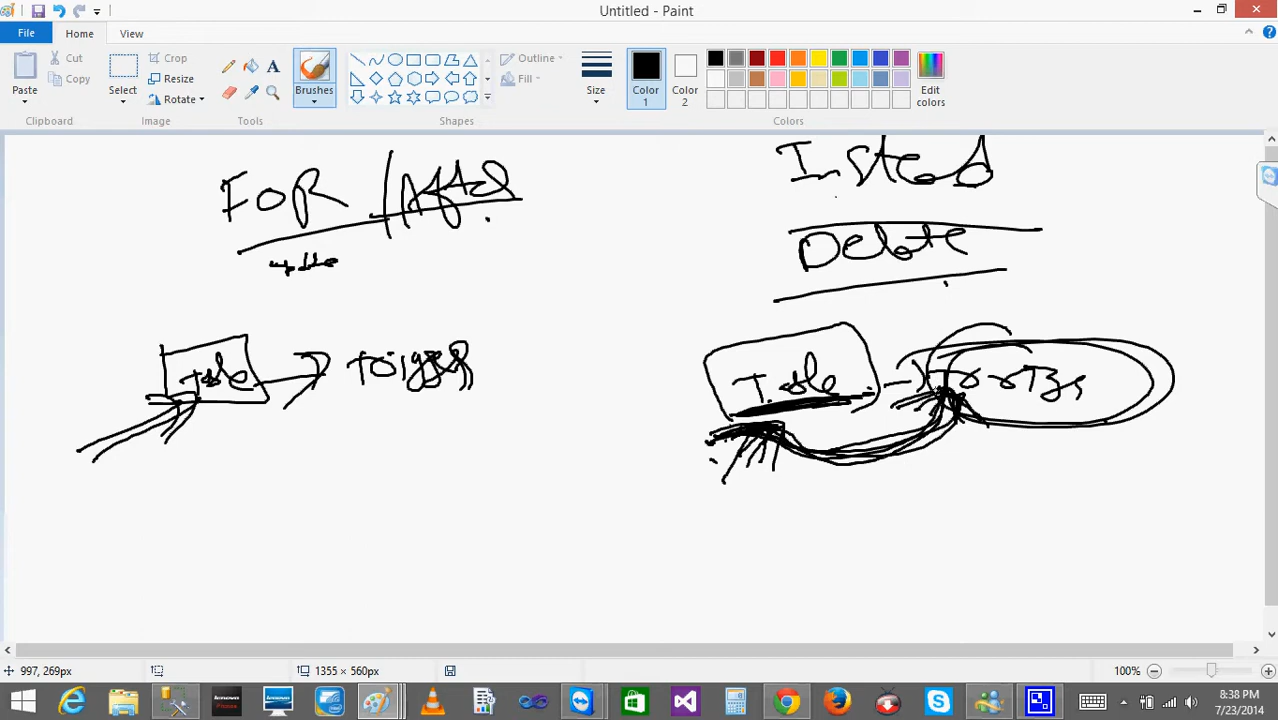 Untitled - Paint
File
Home
View
Paste
Cut
Copy
Clipboard
Select
Crop
Resize
Rotate
Image
Tools
Brushes
Shapes
Outline
Fill
Size
Color 1
Color 2
Edit colors
Colors
FOR /After
Insted
update
Delete
Table
Table
997, 269px
1355 × 560px
100%
8:38 PM
7/23/2014